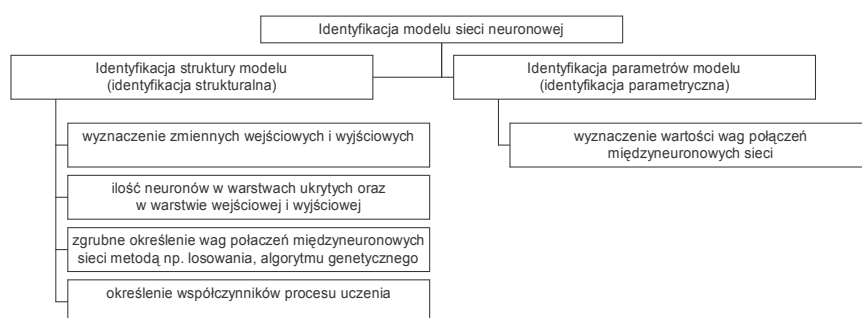 Identyfikacja modelu sieci neuronowej
Identyfikacja struktury modelu
(identyfikacja strukturalna)
Identyfikacja parametrów modelu
(identyfikacja parametryczna)
wyznaczenie zmiennych wejściowych i wyjściowych
wyznaczenie wartości wag połączeń
międzyneuronowych sieci
ilość neuronów w warstwach ukrytych oraz
w warstwie wejściowej i wyjściowej
zgrubne określenie wag połaczeń międzyneuronowych
sieci metodą np. losowania, algorytmu genetycznego
określenie współczynników procesu uczenia